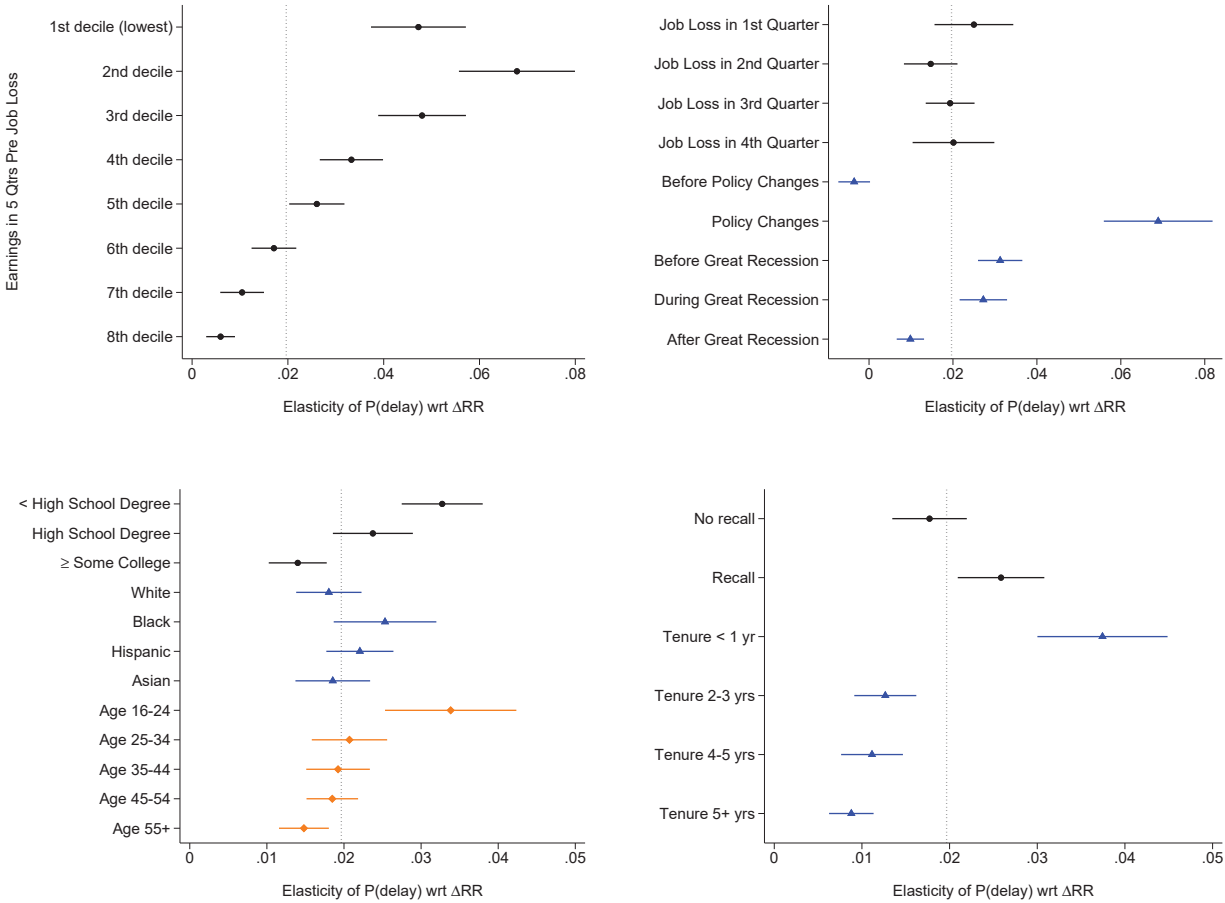 Earnings in 5 Qtrs Pre Job Loss
1st decile (lowest)
2nd decile
3rd decile
4th decile
5th decile
6th decile
7th decile
8th decile
0 .02 .04 .06 .08
Elasticity of P(delay) wrt ΔRR
Job Loss in 1st Quarter
Job Loss in 2nd Quarter
Job Loss in 3rd Quarter
Job Loss in 4th Quarter
Before Policy Changes
Policy Changes
Before Great Recession
During Great Recession
After Great Recession
0 .02 .04 .06 .08
Elasticity of P(delay) wrt ΔRR
< High School Degree
High School Degree
≥ Some College
White
Black
Hispanic
Asian
Age 16-24
Age 25-34
Age 35-44
Age 45-54
Age 55+
0 .01 .02 .03 .04 .05
Elasticity of P(delay) wrt ΔRR
No recall
Recall
Tenure < 1 yr
Tenure 2-3 yrs
Tenure 4-5 yrs
Tenure 5+ yrs
0 .01 .02 .03 .04 .05
Elasticity of P(delay) wrt ΔRR